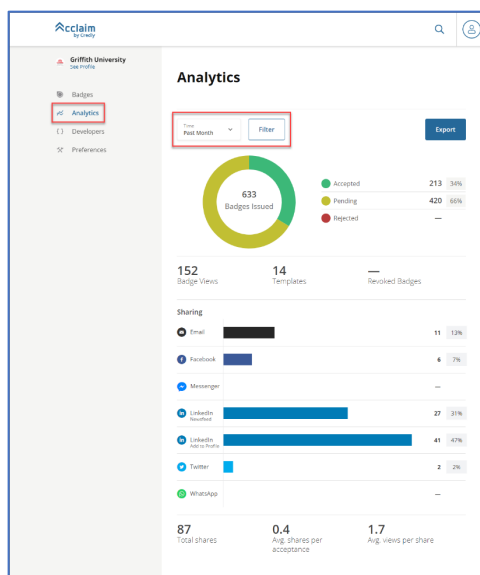 Acclaim
by Credly
Griffith University
See Profile
Badges
Analytics
Developers
Preferences
Analytics
Time
Past Month
Filter
Export
633
Badges Issued
Accepted 213 34%
Pending 420 66%
Rejected —
152 14 —
Badge Views Templates Revoked Badges
Sharing
Email 11 13%
Facebook 6 7%
Messenger —
LinkedIn 27 31%
Newsfeed
LinkedIn 41 47%
Add to Profile
Twitter 2 2%
WhatsApp —
87 0.4 1.7
Total shares Avg. shares per Avg. views per share
acceptance